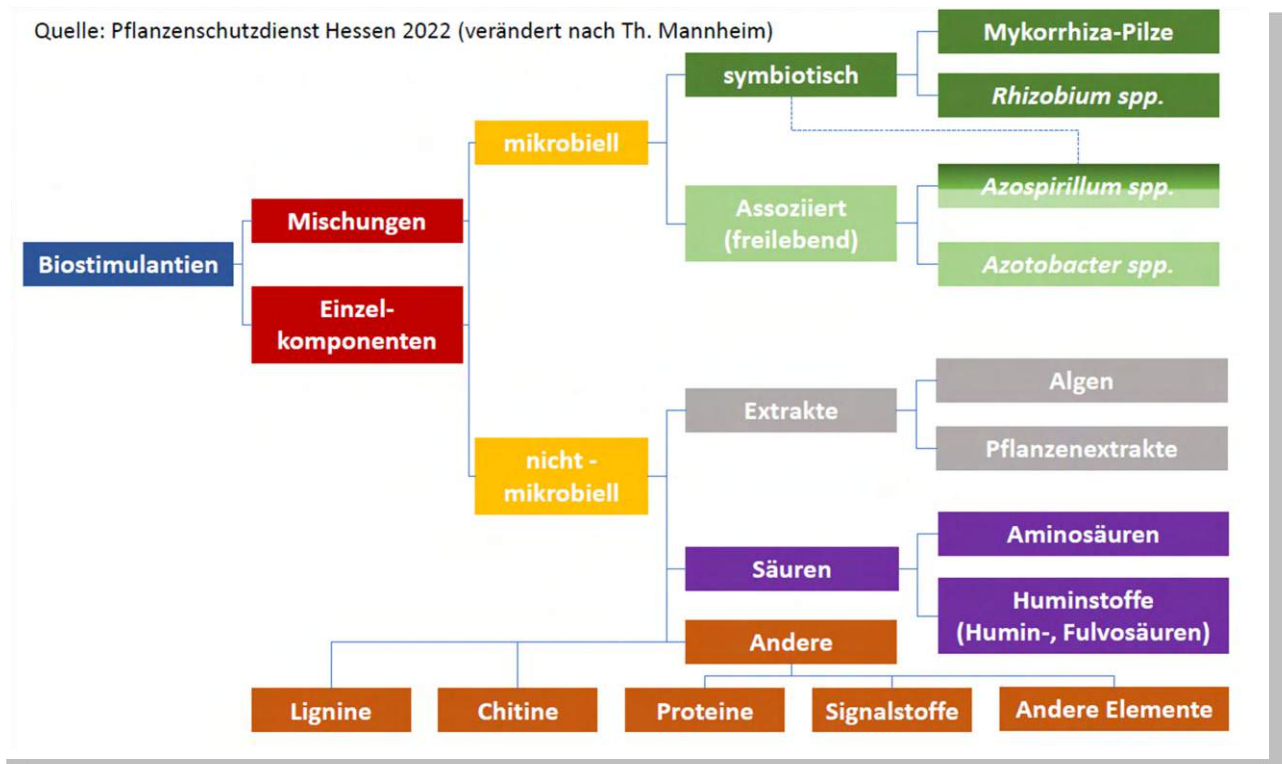 Quelle: Pflanzenschutzdienst Hessen 2022 (verändert nach Th. Mannheim)
Biostimulantien
Mischungen
Einzel-
komponenten
mikrobiell
nicht -
mikrobiell
symbiotisch
Mykorrhiza-Pilze
Rhizobium spp.
Assoziiert
(freilebend)
Azospirillum spp.
Azotobacter spp.
Extrakte
Algen
Pflanzenextrakte
Säuren
Aminosäuren
Huminstoffe
(Humin-, Fulvosäuren)
Andere
Lignine
Chitine
Proteine
Signalstoffe
Andere Elemente